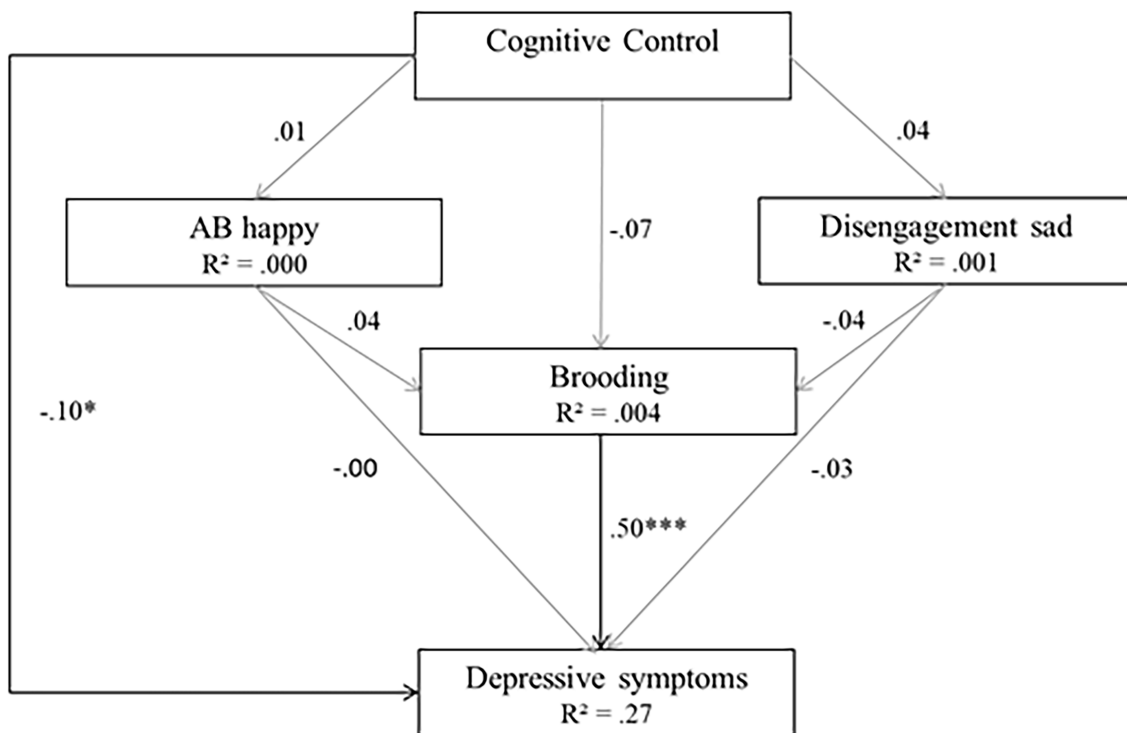 Cognitive Control
.01
.04
AB happy
R² = .000
-.07
Disengagement sad
R² = .001
.04
-.04
Brooding
R² = .004
-.10*
-.00
-.03
.50***
Depressive symptoms
R² = .27